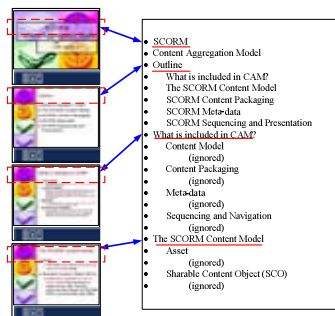 SCORM
Content Aggregation Model
Outline
What is included in CAM?
The SCORM Content Model
SCORM Content Packaging
SCORM Meta-data
SCORM Sequencing and Presentation
What is included in CAM?
Content Model
(ignored)
Content Packaging
(ignored)
Meta-data
(ignored)
Sequencing and Navigation
(ignored)
The SCORM Content Model
Asset
(ignored)
Sharable Content Object (SCO)
(ignored)